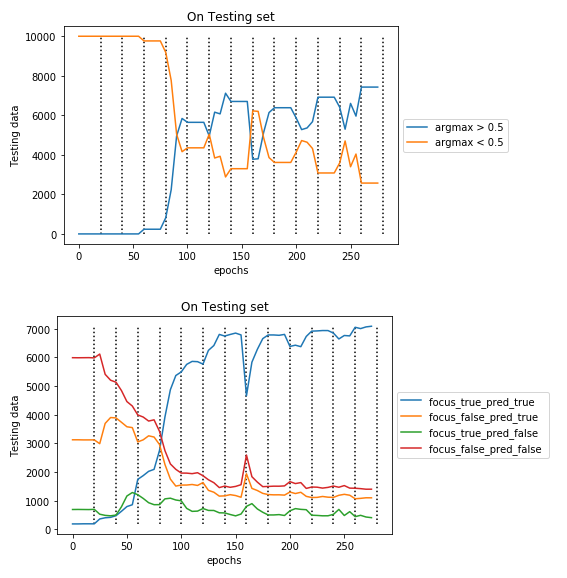 On Testing set
10000
8000
6000
4000
2000
0
Testing data
0 50 100 150 200 250
epochs
argmax > 0.5
argmax < 0.5
On Testing set
7000
6000
5000
4000
3000
2000
1000
0
Testing data
0 50 100 150 200 250
epochs
focus_true_pred_true
focus_false_pred_true
focus_true_pred_false
focus_false_pred_false